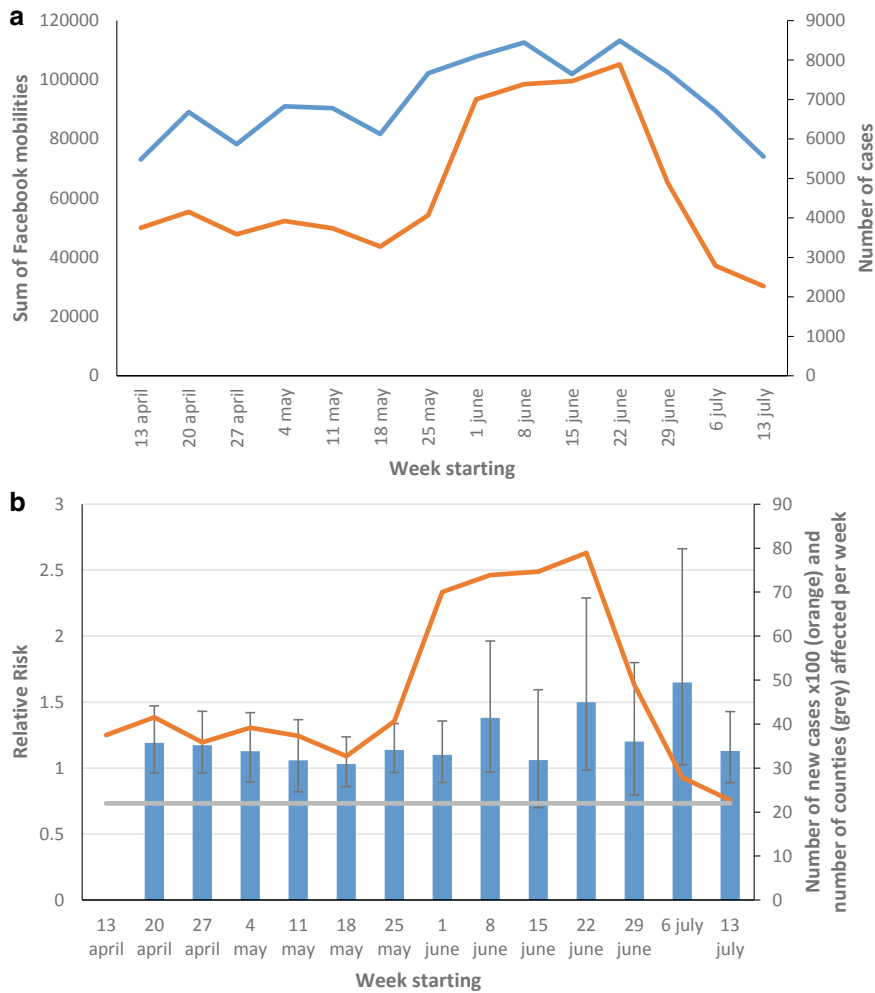 a
120000
100000
80000
60000
40000
20000
0
Sum of Facebook mobilities
9000
8000
7000
6000
5000
4000
3000
2000
1000
0
Number of cases
13 april
20 april
27 april
4 may
11 may
18 may
25 may
1 june
8 june
15 june
22 june
29 june
6 july
13 july
Week starting
b
3
2.5
2
1.5
1
0.5
0
Relative Risk
90
80
70
60
50
40
30
20
10
0
Number of new cases x100 (orange) and
number of counties (grey) affected per week
13 20 27 4 11 18 25 1 8 15 22 29 6 july 13
april april april may may may may june june june june june july
Week starting